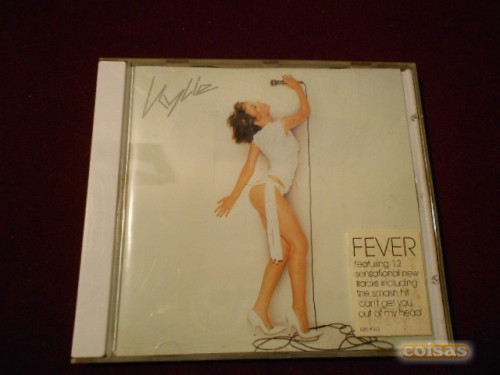 Kylie
FEVER
featuring 12
sensational new
tracks including
the smash hit
can't get you
out of my head
coisas